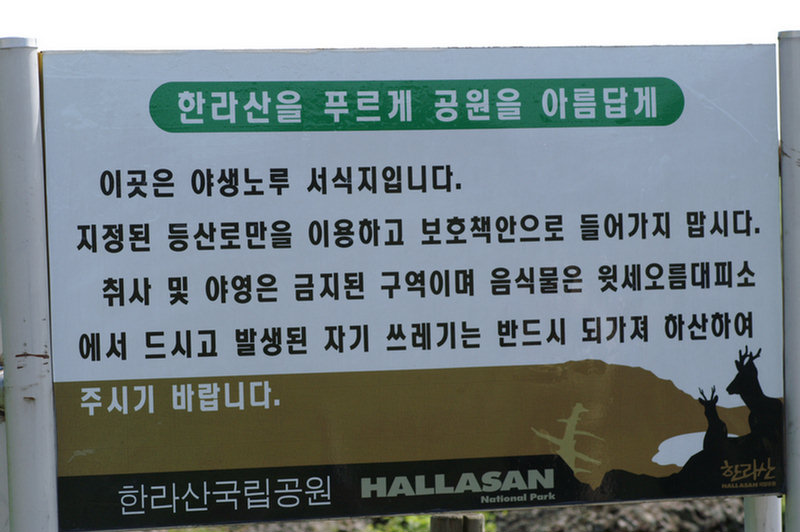 한라산을 푸르게 공원을 아름답게
이곳은 야생노루 서식지입니다.
지정된 등산로만을 이용하고 보호책안으로 들어가지 맙시다.
취사 및 야영은 금지된 구역이며 음식물은 윗세오름대피소
에서 드시고 발생된 자기 쓰레기는 반드시 되가져 하산하여
주시기 바랍니다.
한라산국립공원
HALLASAN
National Park
한라산
HALLASAN